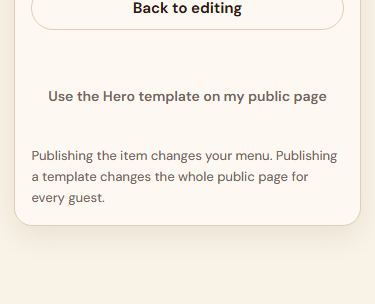 Back to editing
Use the Hero template on my public page
Publishing the item changes your menu. Publishing
a template changes the whole public page for
every guest.